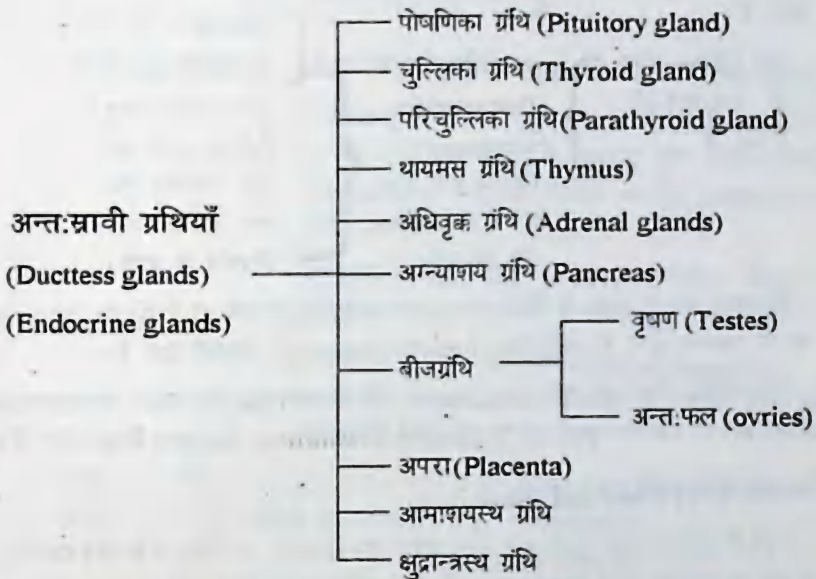 पोषणिका ग्रंथि (Pituitory gland)
चुल्लिका ग्रंथि (Thyroid gland)
परिचुल्लिका ग्रंथि(Parathyroid gland)
थायमस ग्रंथि (Thymus)
अन्तःस्रावी ग्रंथियाँ
अधिवृक्क ग्रंथि (Adrenal glands)
(Ducttess glands)
अग्न्याशय ग्रंथि (Pancreas)
(Endocrine glands)
वृषण (Testes)
बीजग्रंथि
अन्तःफल (ovries)
अपरा (Placenta)
आमाशयस्थ ग्रंथि
क्षुद्रान्त्रस्थ ग्रंथि